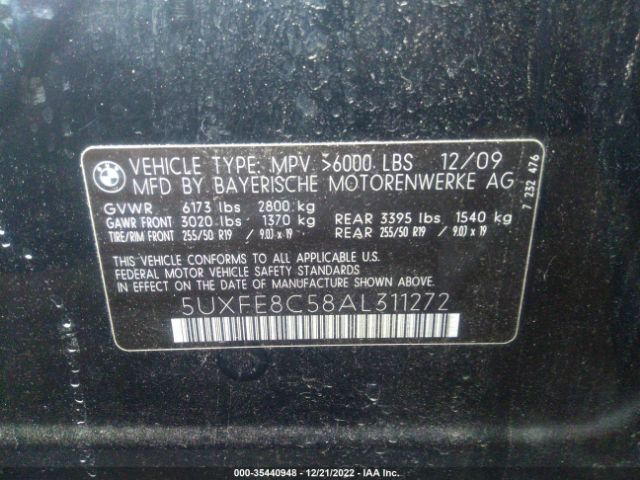 BMW
VEHICLE TYPE: MPV >6000 LBS 12/09
MFD BY BAYERISCHE MOTORENWERKE AG
GVWR 6173 lbs 2800 kg
GAWR FRONT 3020 lbs 1370 kg REAR 3395 lbs 1540 kg
TIRE/RIM FRONT 255/50 R19 / 9.0J x 19 REAR 255/50 R19 / 9.0J x 19
THIS VEHICLE CONFORMS TO ALL APPLICABLE U.S.
FEDERAL MOTOR VEHICLE SAFETY STANDARDS IN
EFFECT ON THE DATE OF MANUFACTURE SHOWN ABOVE.
5UXFE8C58AL311272
7 232 476
000-35440948 - 12/21/2022 - IAA Inc.